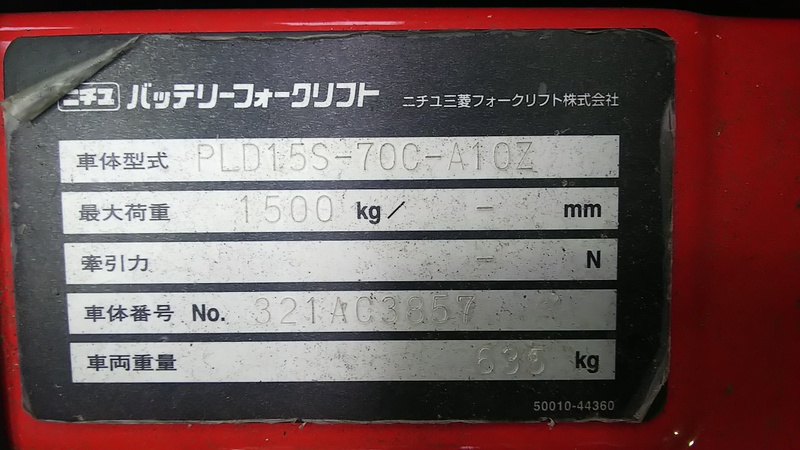 ニチユ バッテリーフォークリフト ニチユ三菱フォークリフト株式会社
車体型式 PLD15S-70C-A10Z
最大荷重 1500 kg/ - mm
牽引力 - N
車体番号 No. 321AC3857
車両重量 635 kg
50010-44360